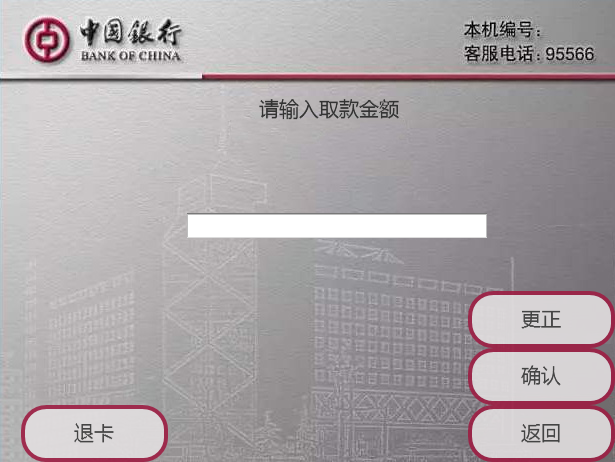 中国银行
BANK OF CHINA
本机编号：
客服电话：95566
请输入取款金额
更正
确认
退卡
返回